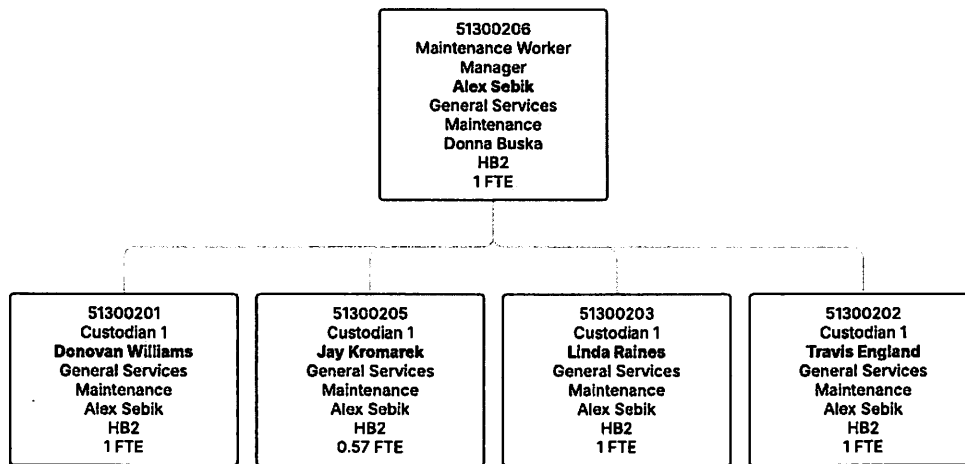 51300206
Maintenance Worker
Manager
Alex Sebik
General Services
Maintenance
Donna Buska
HB2
1 FTE
51300201
Custodian 1
Donovan Williams
General Services
Maintenance
Alex Sebik
HB2
1 FTE
51300205
Custodian 1
Jay Kromarek
General Services
Maintenance
Alex Sebik
HB2
0.57 FTE
51300203
Custodian 1
Linda Raines
General Services
Maintenance
Alex Sebik
HB2
1 FTE
51300202
Custodian 1
Travis England
General Services
Maintenance
Alex Sebik
HB2
1 FTE